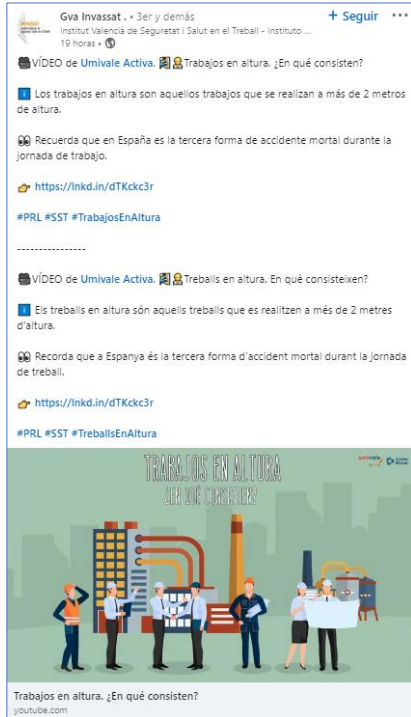 INVASSAT
Gva Invassat . • 3er y demás
+ Seguir ···
Institut Valencià de Seguretat i Salut en el Treball - Instituto ...
19 horas •
VÍDEO de Umivale Activa. Trabajos en altura. ¿En qué consisten?
Los trabajos en altura son aquellos trabajos que se realizan a más de 2 metros
de altura.
Recuerda que en España es la tercera forma de accidente mortal durante la
jornada de trabajo.
👉 https://lnkd.in/dTKckc3r
#PRL #SST #TrabajosEnAltura
----------------
VÍDEO de Umivale Activa. Treballs en altura. En què consisteixen?
Els treballs en altura són aquells treballs que es realitzen a més de 2 metres
d'altura.
Recorda que a Espanya és la tercera forma d'accident mortal durant la jornada
de treball.
👉 https://lnkd.in/dTKckc3r
#PRL #SST #TreballsEnAltura
TRABAJOS EN ALTURA
¿EN QUÉ CONSISTEN?
umivale
Trabajos en altura. ¿En qué consisten?
youtube.com